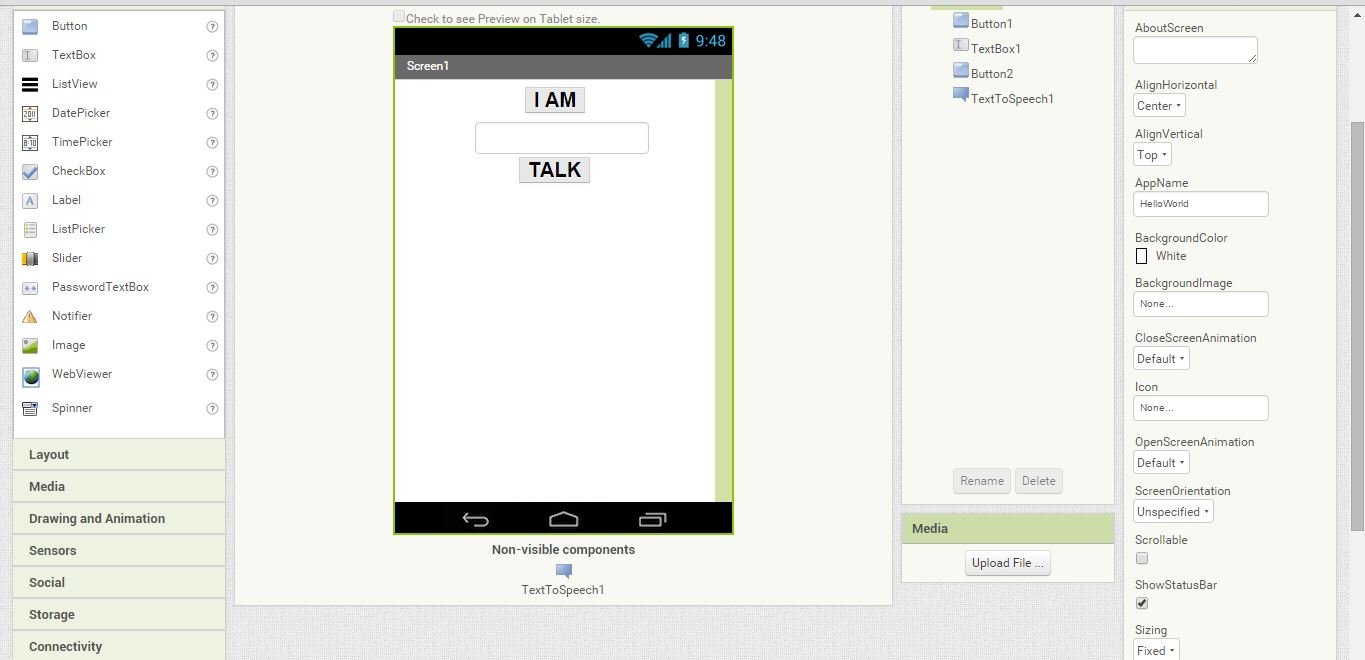 Button ?
TextBox ?
ListView ?
DatePicker ?
TimePicker ?
CheckBox ?
Label ?
ListPicker ?
Slider ?
PasswordTextBox ?
Notifier ?
Image ?
WebViewer ?
Spinner ?
Layout
Media
Drawing and Animation
Sensors
Social
Storage
Connectivity
Check to see Preview on Tablet size.
9:48
Screen1
I AM
TALK
Non-visible components
TextToSpeech1
Button1
TextBox1
Button2
TextToSpeech1
Rename Delete
Media
Upload File ...
AboutScreen
AlignHorizontal
Center
AlignVertical
Top
AppName
HelloWorld
BackgroundColor
White
BackgroundImage
None...
CloseScreenAnimation
Default
Icon
None...
OpenScreenAnimation
Default
ScreenOrientation
Unspecified
Scrollable
ShowStatusBar
Sizing
Fixed